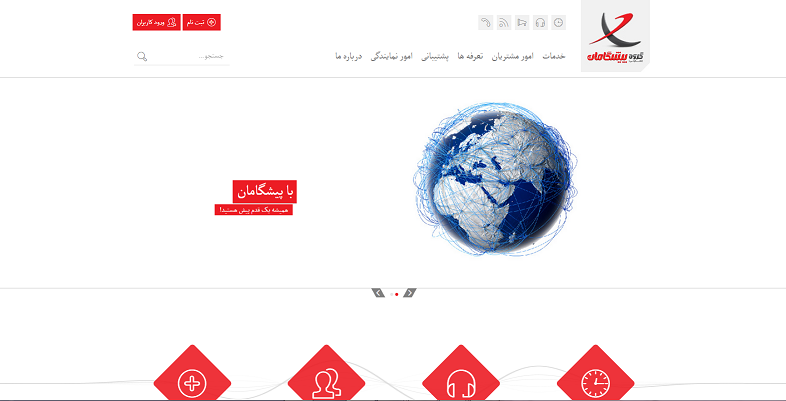 ثبت نام
ورود کاربران
گروه پیشگامان
خدمات
امور مشتریان
تعرفه ها
پشتیبانی
امور نمایندگی
درباره ما
جستجو...
با پیشگامان
همیشه یک قدم پیش هستید!